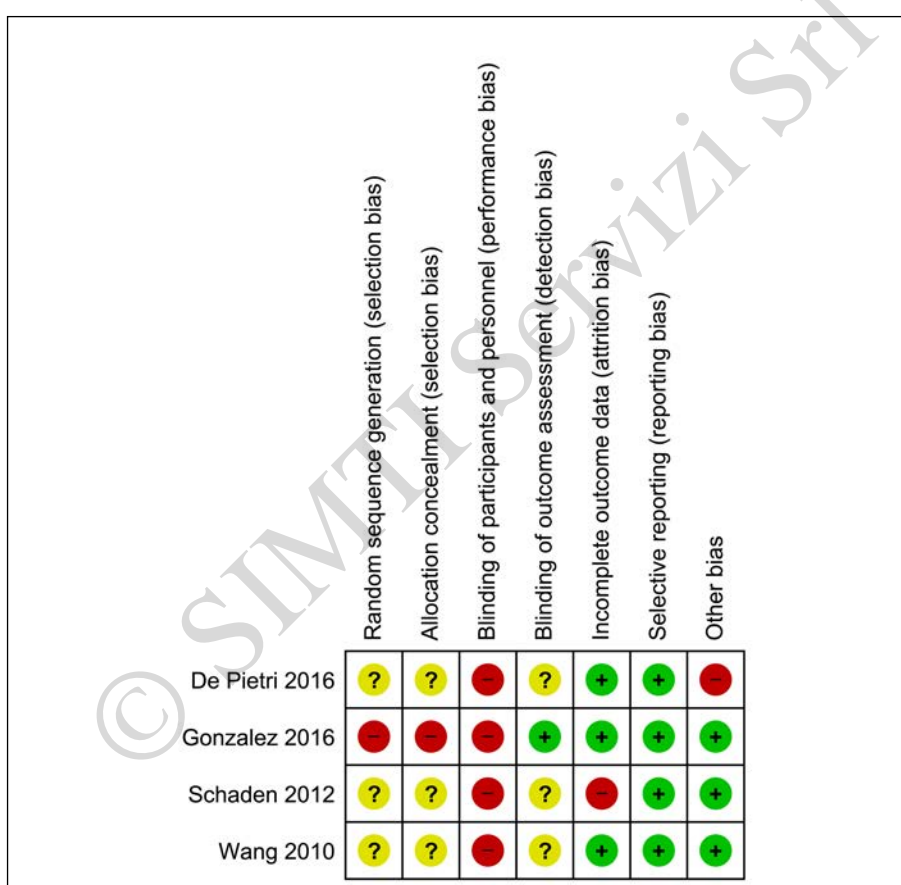 © SIMTI Servizi Srl
Random sequence generation (selection bias)
Allocation concealment (selection bias)
Blinding of participants and personnel (performance bias)
Blinding of outcome assessment (detection bias)
Incomplete outcome data (attrition bias)
Selective reporting (reporting bias)
Other bias
De Pietri 2016 ? ? – ? + + –
Gonzalez 2016 – – – + + + +
Schaden 2012 ? ? – ? – + +
Wang 2010 ? ? – ? + + +